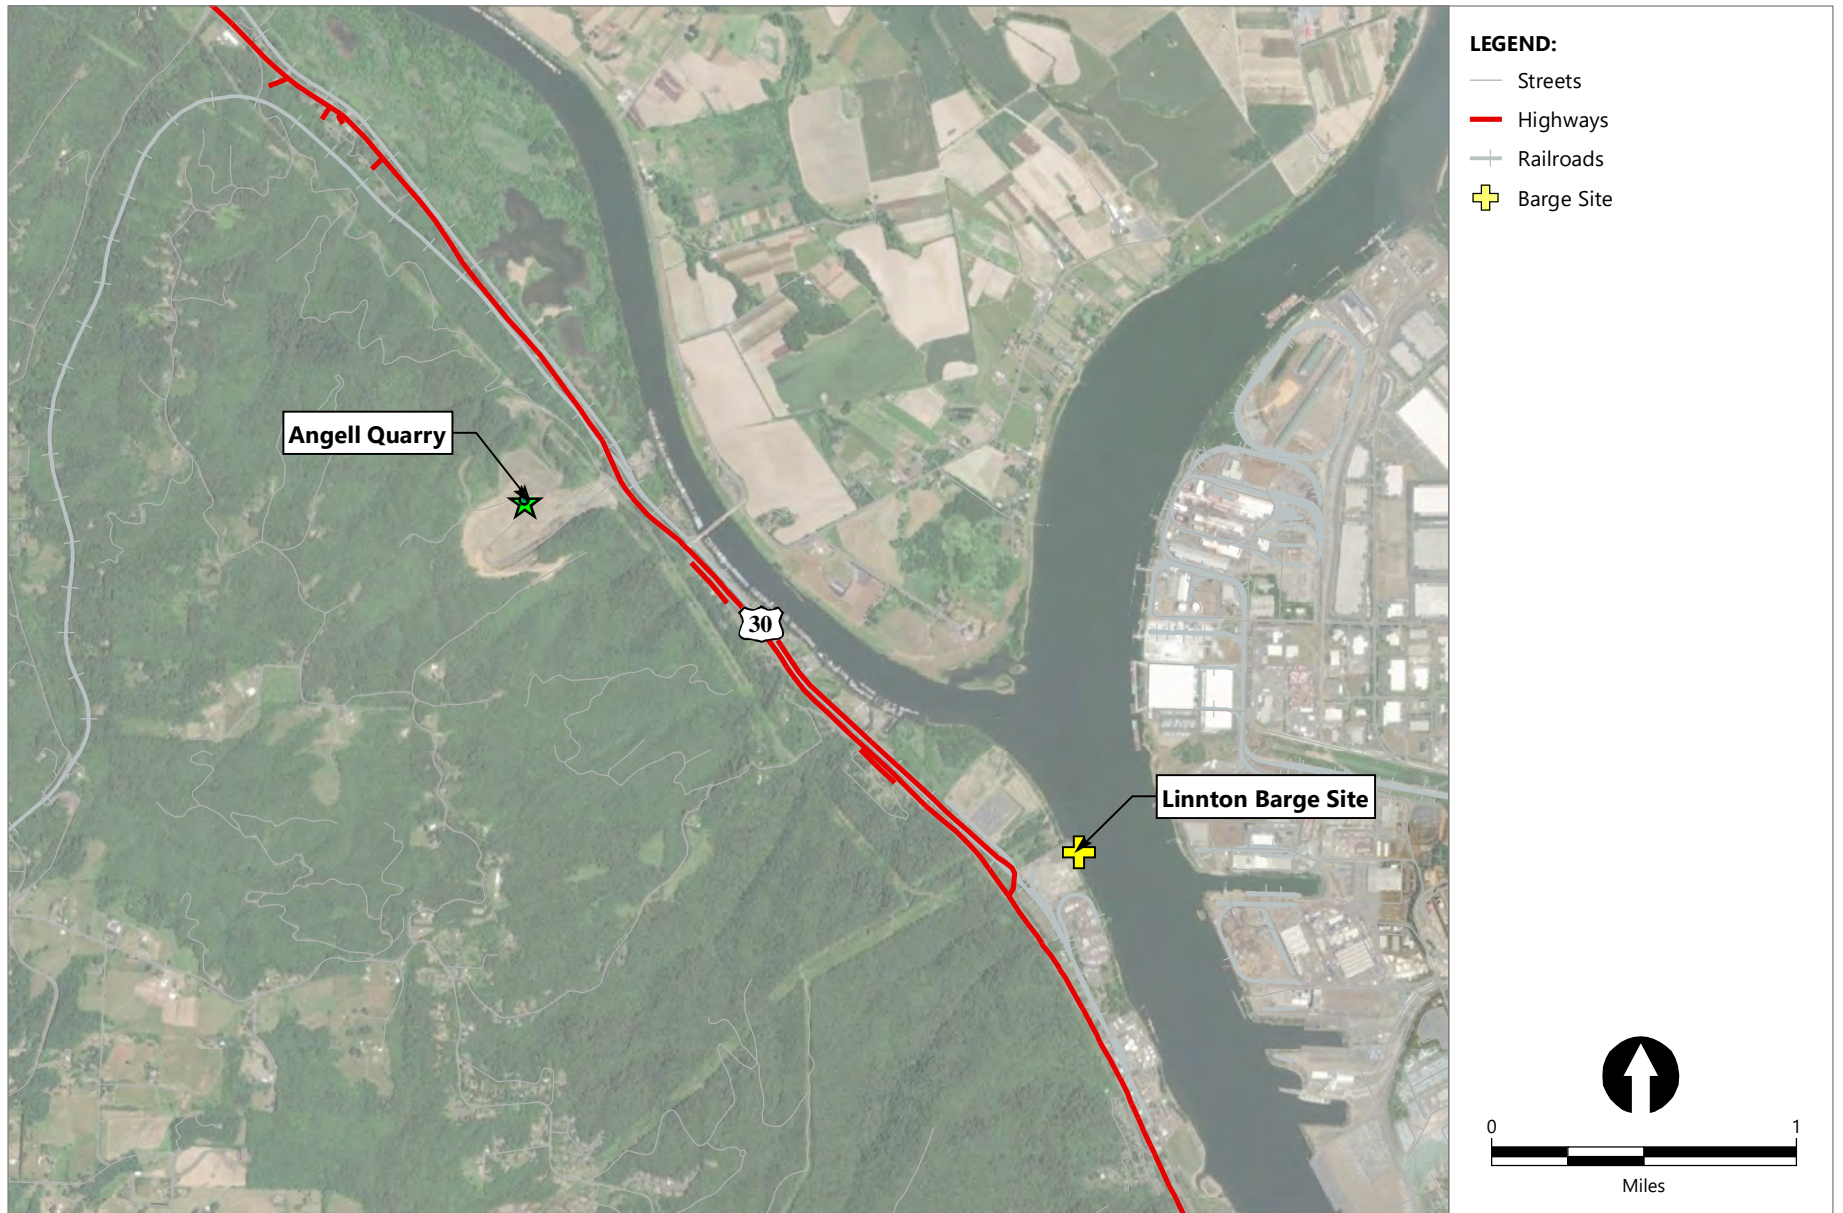 LEGEND:
Streets
Highways
Railroads
Barge Site
Angell Quarry
30
Linnton Barge Site
0 1
Miles